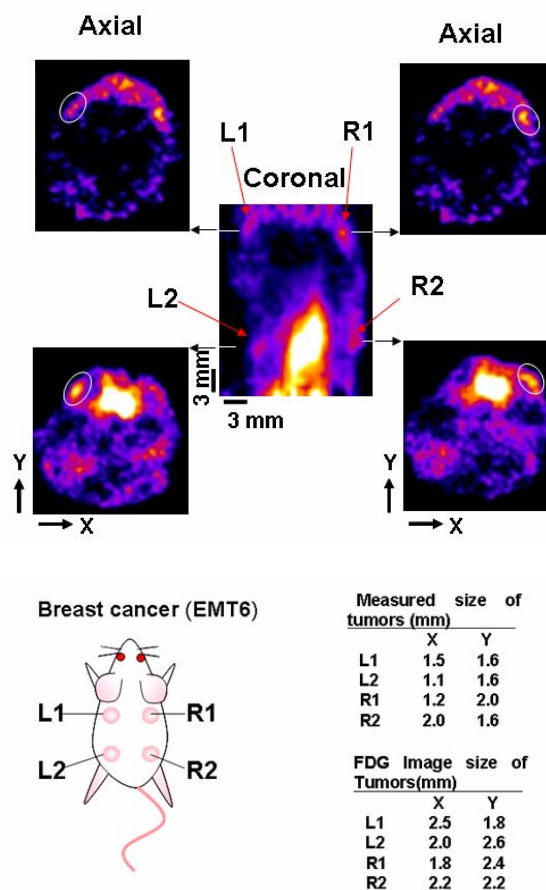 Axial
Axial
L1
R1
Coronal
L2
R2
3 mm
3 mm
Y
X
Y
X
Breast cancer (EMT6)
L1
R1
L2
R2
Measured size of
tumors (mm)
X Y
L1 1.5 1.6
L2 1.1 1.6
R1 1.2 2.0
R2 2.0 1.6
FDG Image size of
Tumors(mm)
X Y
L1 2.5 1.8
L2 2.0 2.6
R1 1.8 2.4
R2 2.2 2.2